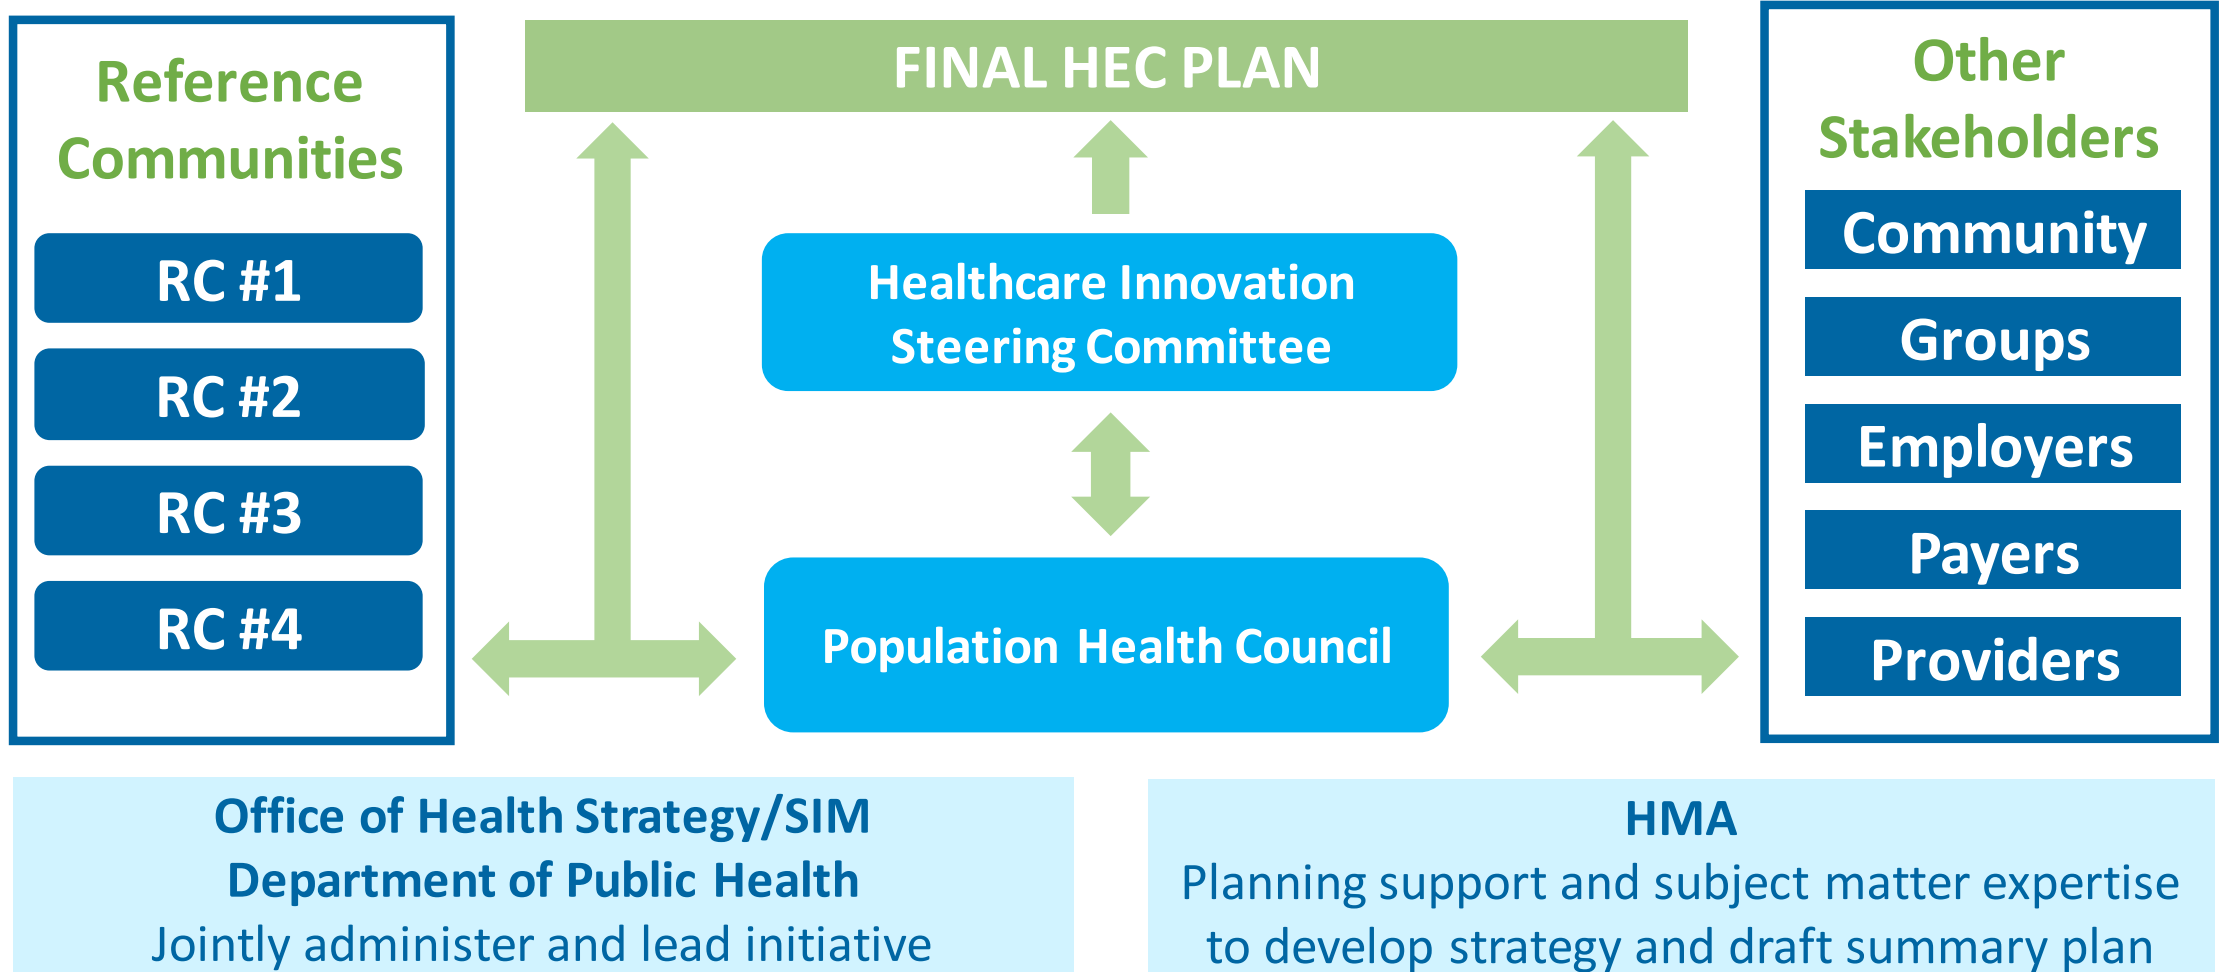 Reference
Communities
RC #1
RC #2
RC #3
RC #4
FINAL HEC PLAN
Healthcare Innovation
Steering Committee
Population Health Council
Other
Stakeholders
Community
Groups
Employers
Payers
Providers
Office of Health Strategy/SIM
Department of Public Health
Jointly administer and lead initiative
HMA
Planning support and subject matter expertise
to develop strategy and draft summary plan